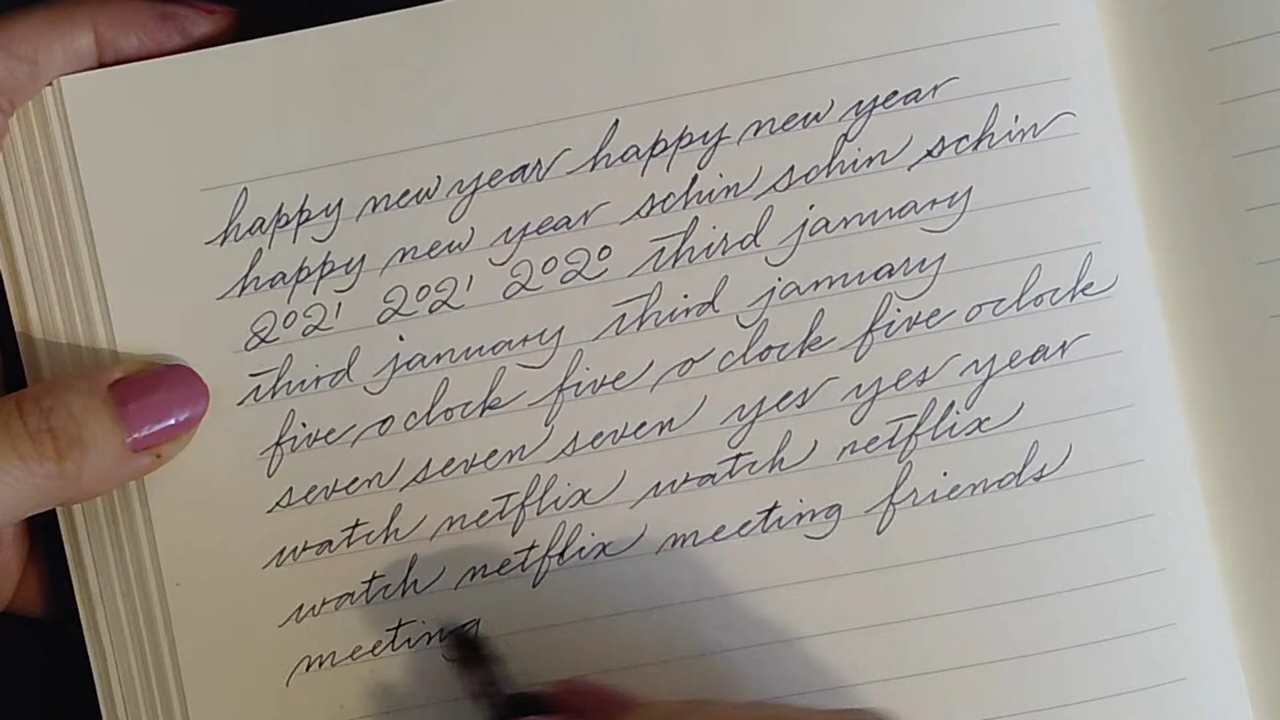 happy new year happy new year
happy new year schin schin schin
2021 2021 2020 third january
third january third january
five oclock five o clock five oclock
seven seven seven yes yes year
watch netflix watch netflix
watch netflix meeting friends
meeting